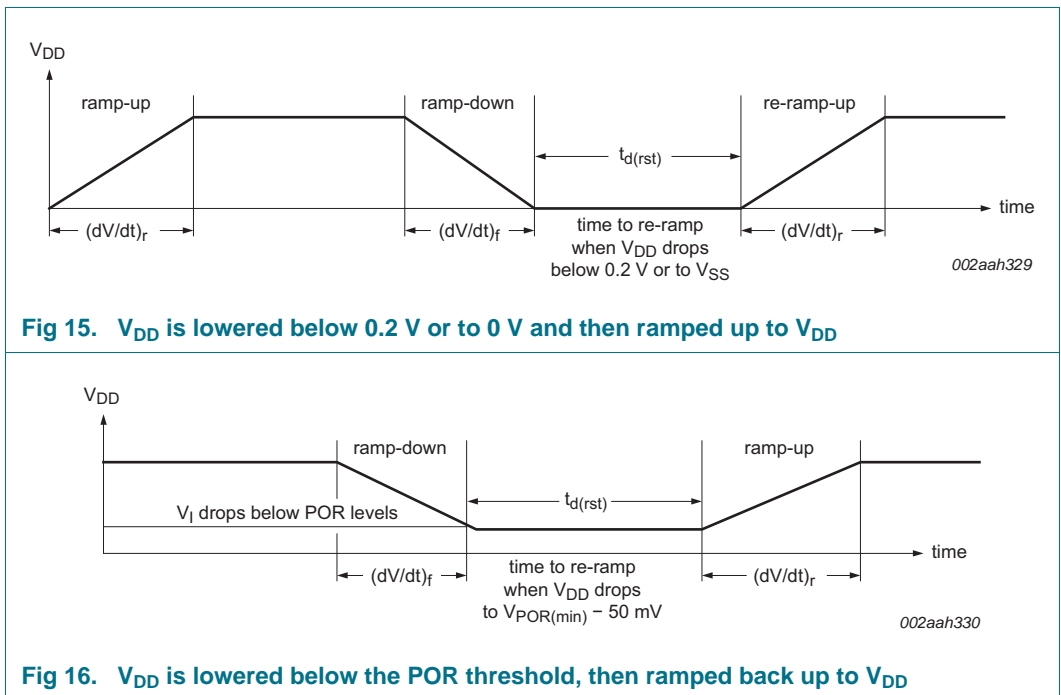 VDD
ramp-up
ramp-down
re-ramp-up
td(rst)
time
(dV/dt)r
(dV/dt)f
time to re-ramp
when VDD drops
below 0.2 V or to VSS
(dV/dt)r
002aah329
Fig 15. VDD is lowered below 0.2 V or to 0 V and then ramped up to VDD
VDD
ramp-down
ramp-up
td(rst)
VI drops below POR levels
time
(dV/dt)f
time to re-ramp
when VDD drops
to VPOR(min) − 50 mV
(dV/dt)r
002aah330
Fig 16. VDD is lowered below the POR threshold, then ramped back up to VDD